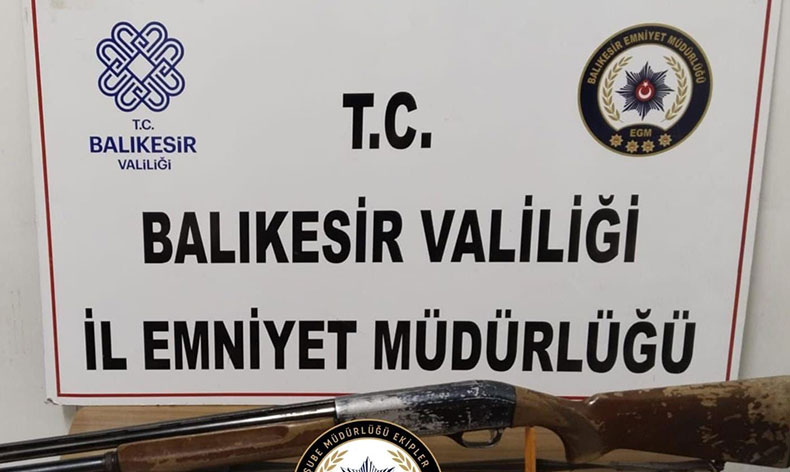 T.C.
BALIKESİR
VALİLİĞİ
BALIKESİR EMNİYET MÜDÜRLÜĞÜ
EGM
T.C.
BALIKESİR VALİLİĞİ
İL EMNİYET MÜDÜRLÜĞÜ
ŞUBE MÜDÜRLÜĞÜ EKİPLER